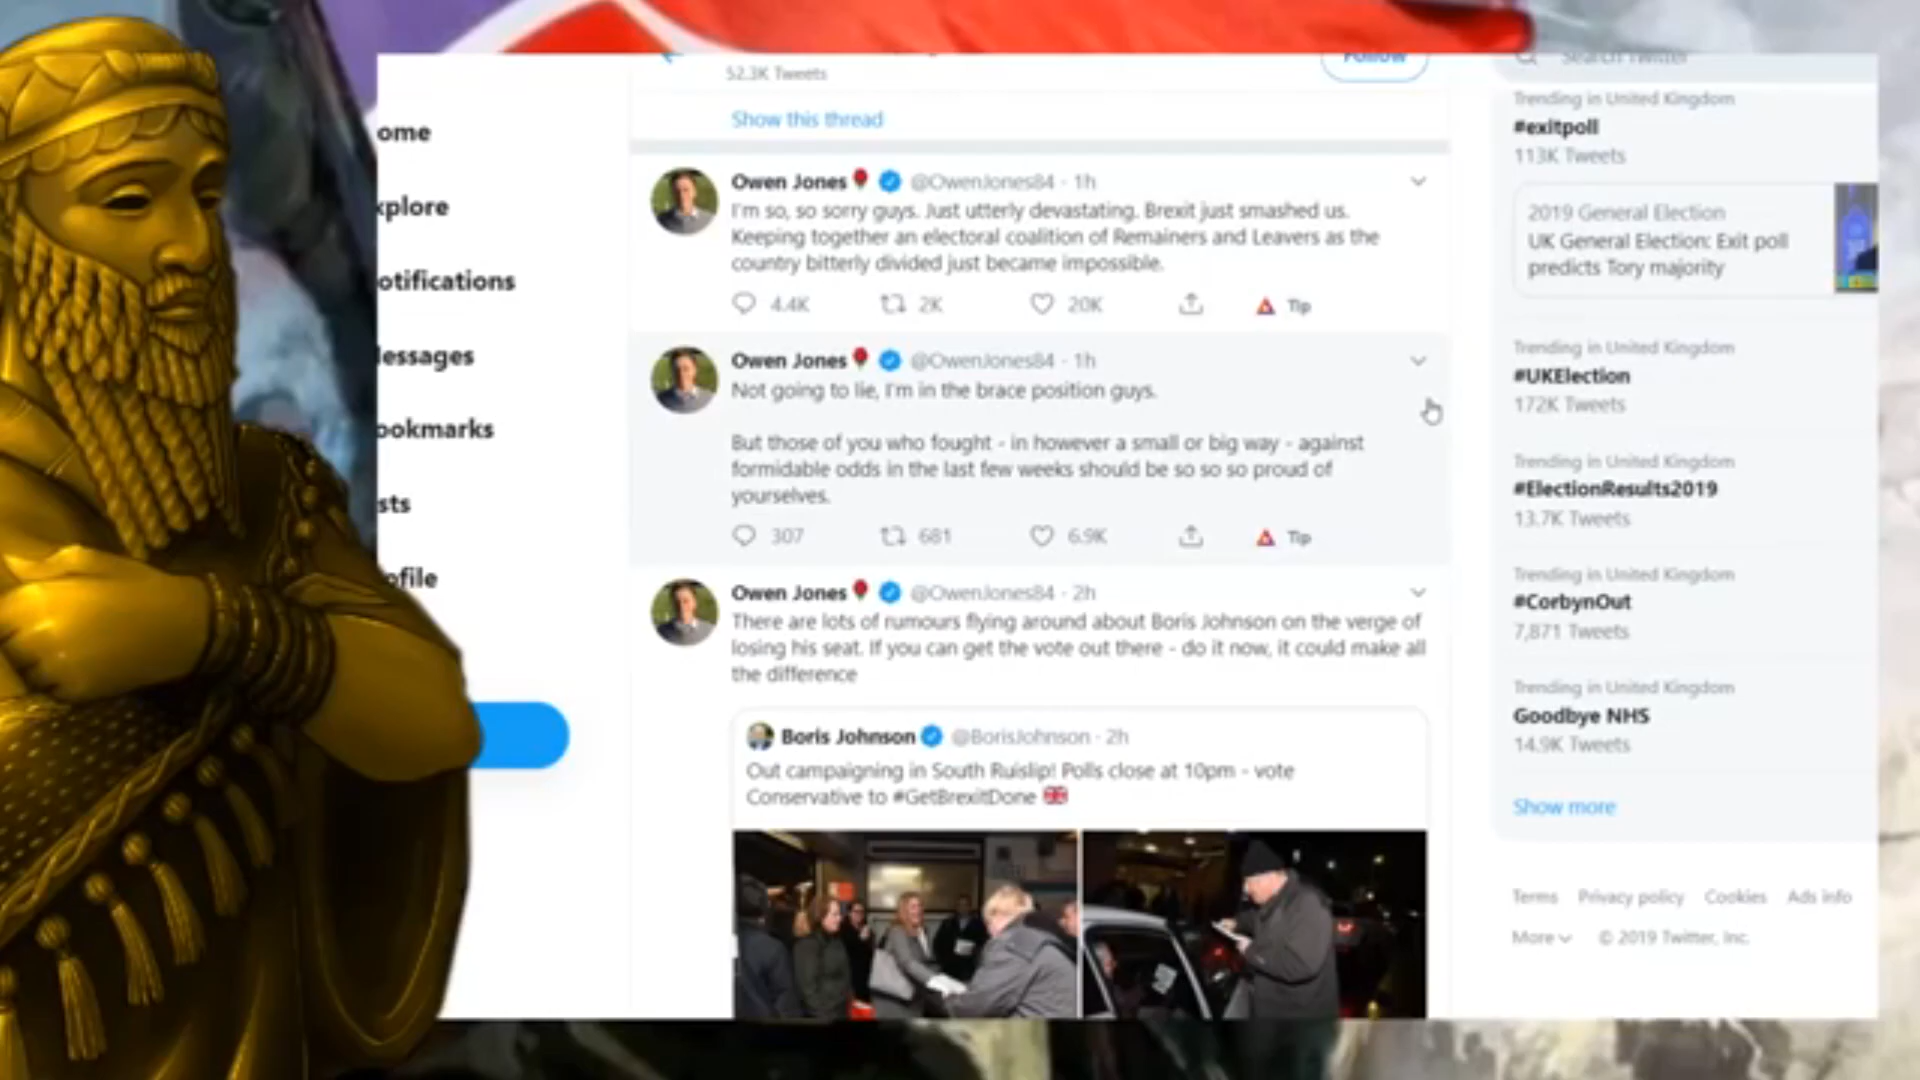 52.3K Tweets
Follow
Show this thread
Owen Jones @OwenJones84 · 1h
I'm so, so sorry guys. Just utterly devastating. Brexit just smashed us.
Keeping together an electoral coalition of Remainers and Leavers as the
country bitterly divided just became impossible.
4.4K 2K 20K Tip
Owen Jones @OwenJones84 · 1h
Not going to lie, I'm in the brace position guys.
But those of you who fought - in however a small or big way - against
formidable odds in the last few weeks should be so so so proud of
yourselves.
307 681 6.9K Tip
Owen Jones @OwenJones84 · 2h
There are lots of rumours flying around about Boris Johnson on the verge of
losing his seat. If you can get the vote out there - do it now, it could make all
the difference
Boris Johnson @BorisJohnson · 2h
Out campaigning in South Ruislip! Polls close at 10pm - vote
Conservative to #GetBrexitDone
ome
xplore
otifications
lessages
ookmarks
sts
ofile
Search Twitter
Trending in United Kingdom
#exitpoll
113K Tweets
2019 General Election
UK General Election: Exit poll
predicts Tory majority
Trending in United Kingdom
#UKElection
172K Tweets
Trending in United Kingdom
#ElectionResults2019
13.7K Tweets
Trending in United Kingdom
#CorbynOut
7,871 Tweets
Trending in United Kingdom
Goodbye NHS
14.9K Tweets
Show more
Terms Privacy policy Cookies Ads info
More © 2019 Twitter, Inc.